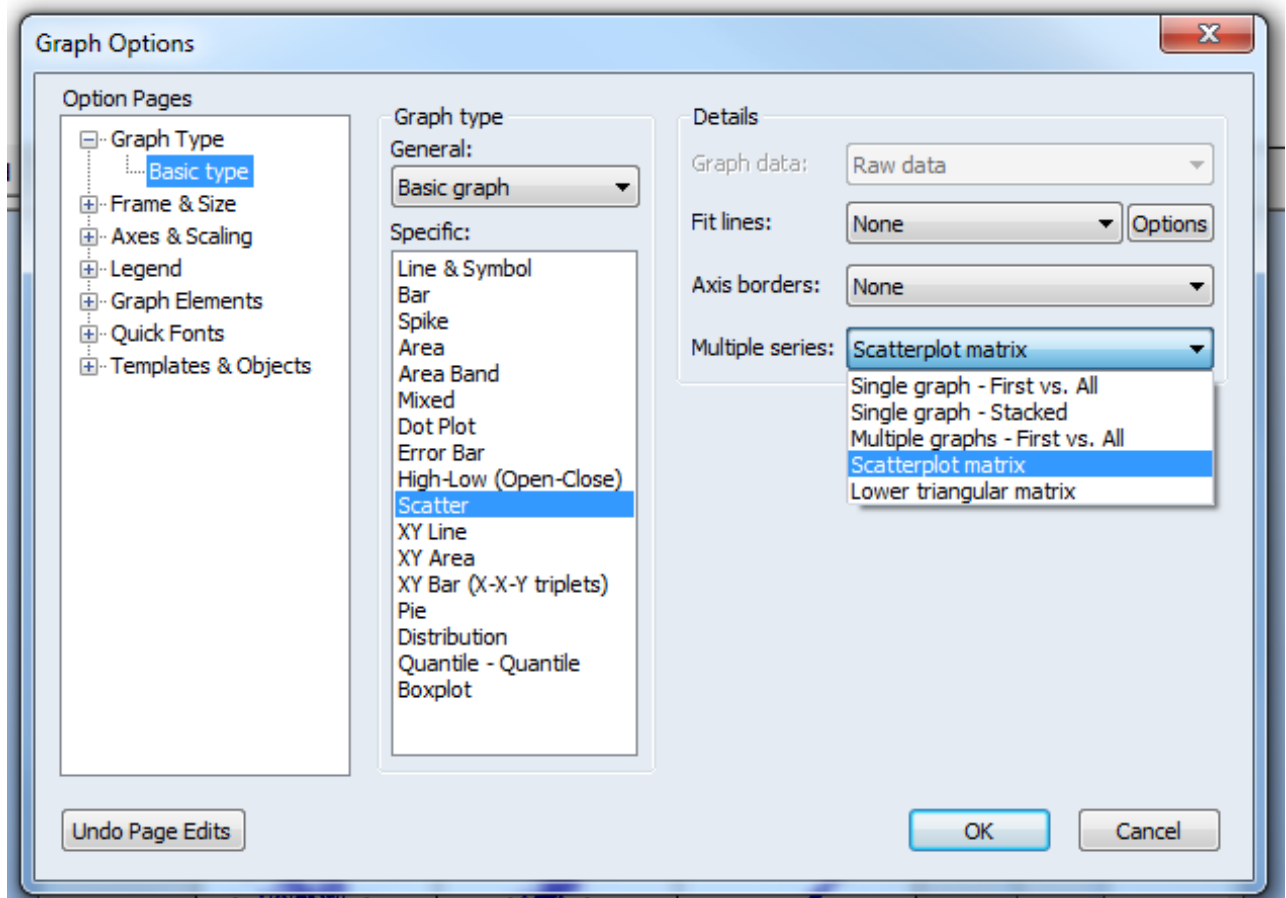 Graph Options
Option Pages
Graph Type
Basic type
Frame & Size
Axes & Scaling
Legend
Graph Elements
Quick Fonts
Templates & Objects
Graph type
General:
Basic graph
Specific:
Line & Symbol
Bar
Spike
Area
Area Band
Mixed
Dot Plot
Error Bar
High-Low (Open-Close)
Scatter
XY Line
XY Area
XY Bar (X-X-Y triplets)
Pie
Distribution
Quantile - Quantile
Boxplot
Details
Graph data: Raw data
Fit lines: None Options
Axis borders: None
Multiple series: Scatterplot matrix
Single graph - First vs. All
Single graph - Stacked
Multiple graphs - First vs. All
Scatterplot matrix
Lower triangular matrix
Undo Page Edits
OK
Cancel